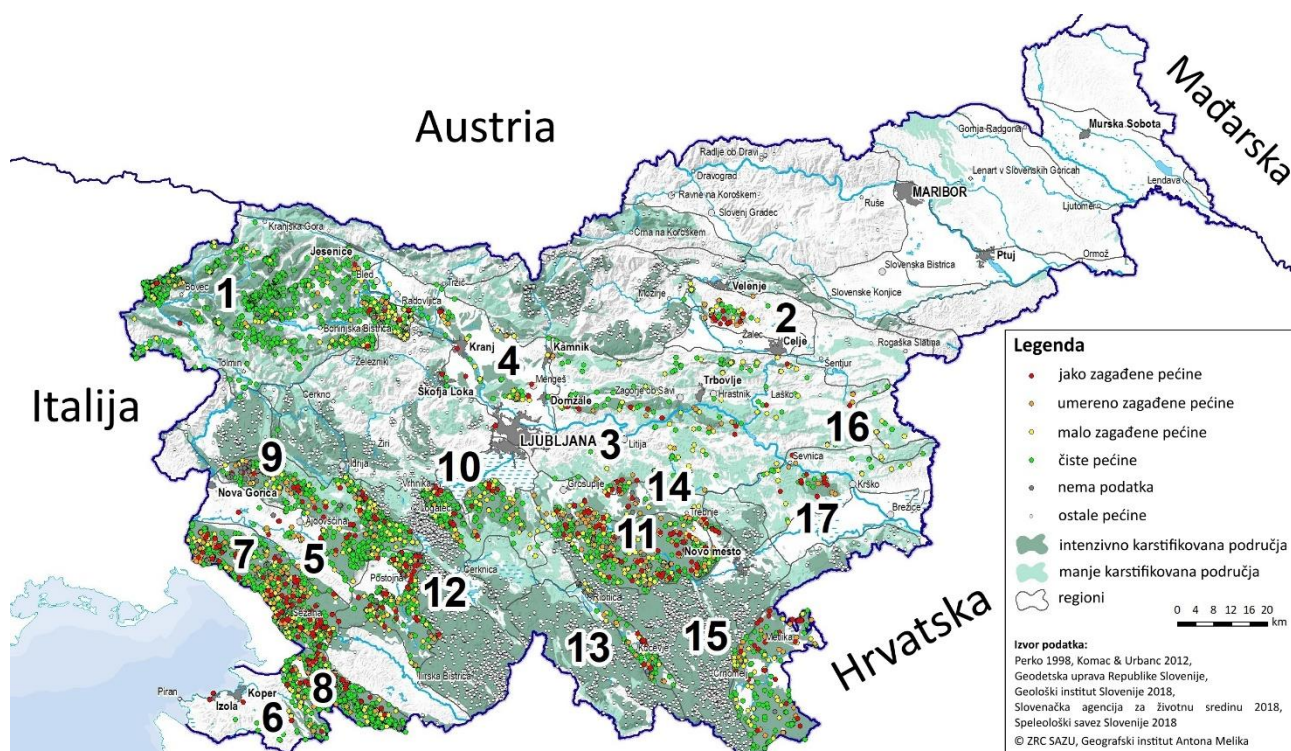 Austria
Mađarska
Italija
Hrvatska
Murska Sobota
Gornja Radgona
Radlje ob Dravi
Dravograd
Lenart v Slovenskih Goricah
Lendava
Ravne na Koroškem
MARIBOR
Ruše
Ljutomer
Slovenj Gradec
Kranjska Gora
Črna na Koroškem
Ptuj
Ormož
Jesenice
Slovenska Bistrica
Bled
Velenje
Bovec
1
Radovljica
Tržič
Mozirje
Slovenske Konjice
2
Bohinjska Bistrica
Žalec
Celje
Rogaška Slatina
Kranj
4
Kamnik
Šentjur
Tolmin
Železniki
Mengeš
Trbovlje
Škofja Loka
Zagorje ob Savi
Hrastnik
Laško
Cerkno
Domžale
16
LJUBLJANA
3
Litija
Žiri
9
Idrija
10
Sevnica
Nova Gorica
Vrhnika
Grosuplje
14
Krško
Logatec
Trebnje
17
Brežice
Ajdovščina
11
7
5
Novo mesto
Postojna
Cerknica
12
Ribnica
Sežana
13
15
Metlika
Kočevje
Črnomelj
Ilirska Bistrica
8
Piran
Koper
Izola
6
Legenda
jako zagađene pećine
umereno zagađene pećine
malo zagađene pećine
čiste pećine
nema podatka
ostale pećine
intenzivno karstifikovana područja
manje karstifikovana područja
regioni
0 4 8 12 16 20
km
Izvor podatka:
Perko 1998, Komac & Urbanc 2012,
Geodetska uprava Republike Slovenije,
Geološki institut Slovenije 2018,
Slovenačka agencija za životnu sredinu 2018,
Speleološki savez Slovenije 2018
© ZRC SAZU, Geografski institut Antona Melika